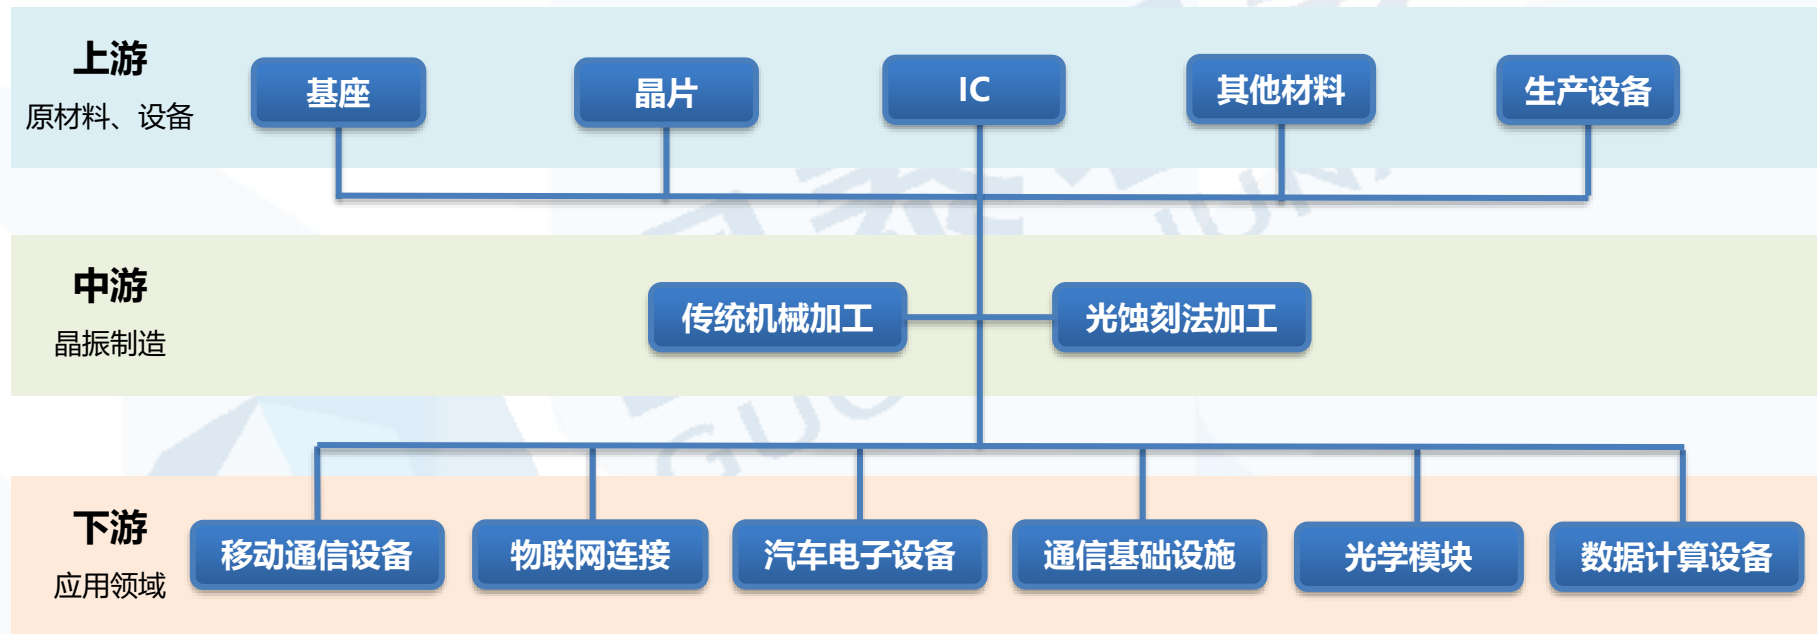 上游
原材料、设备
基座
晶片
IC
其他材料
生产设备
中游
晶振制造
传统机械加工
光蚀刻法加工
下游
应用领域
移动通信设备
物联网连接
汽车电子设备
通信基础设施
光学模块
数据计算设备